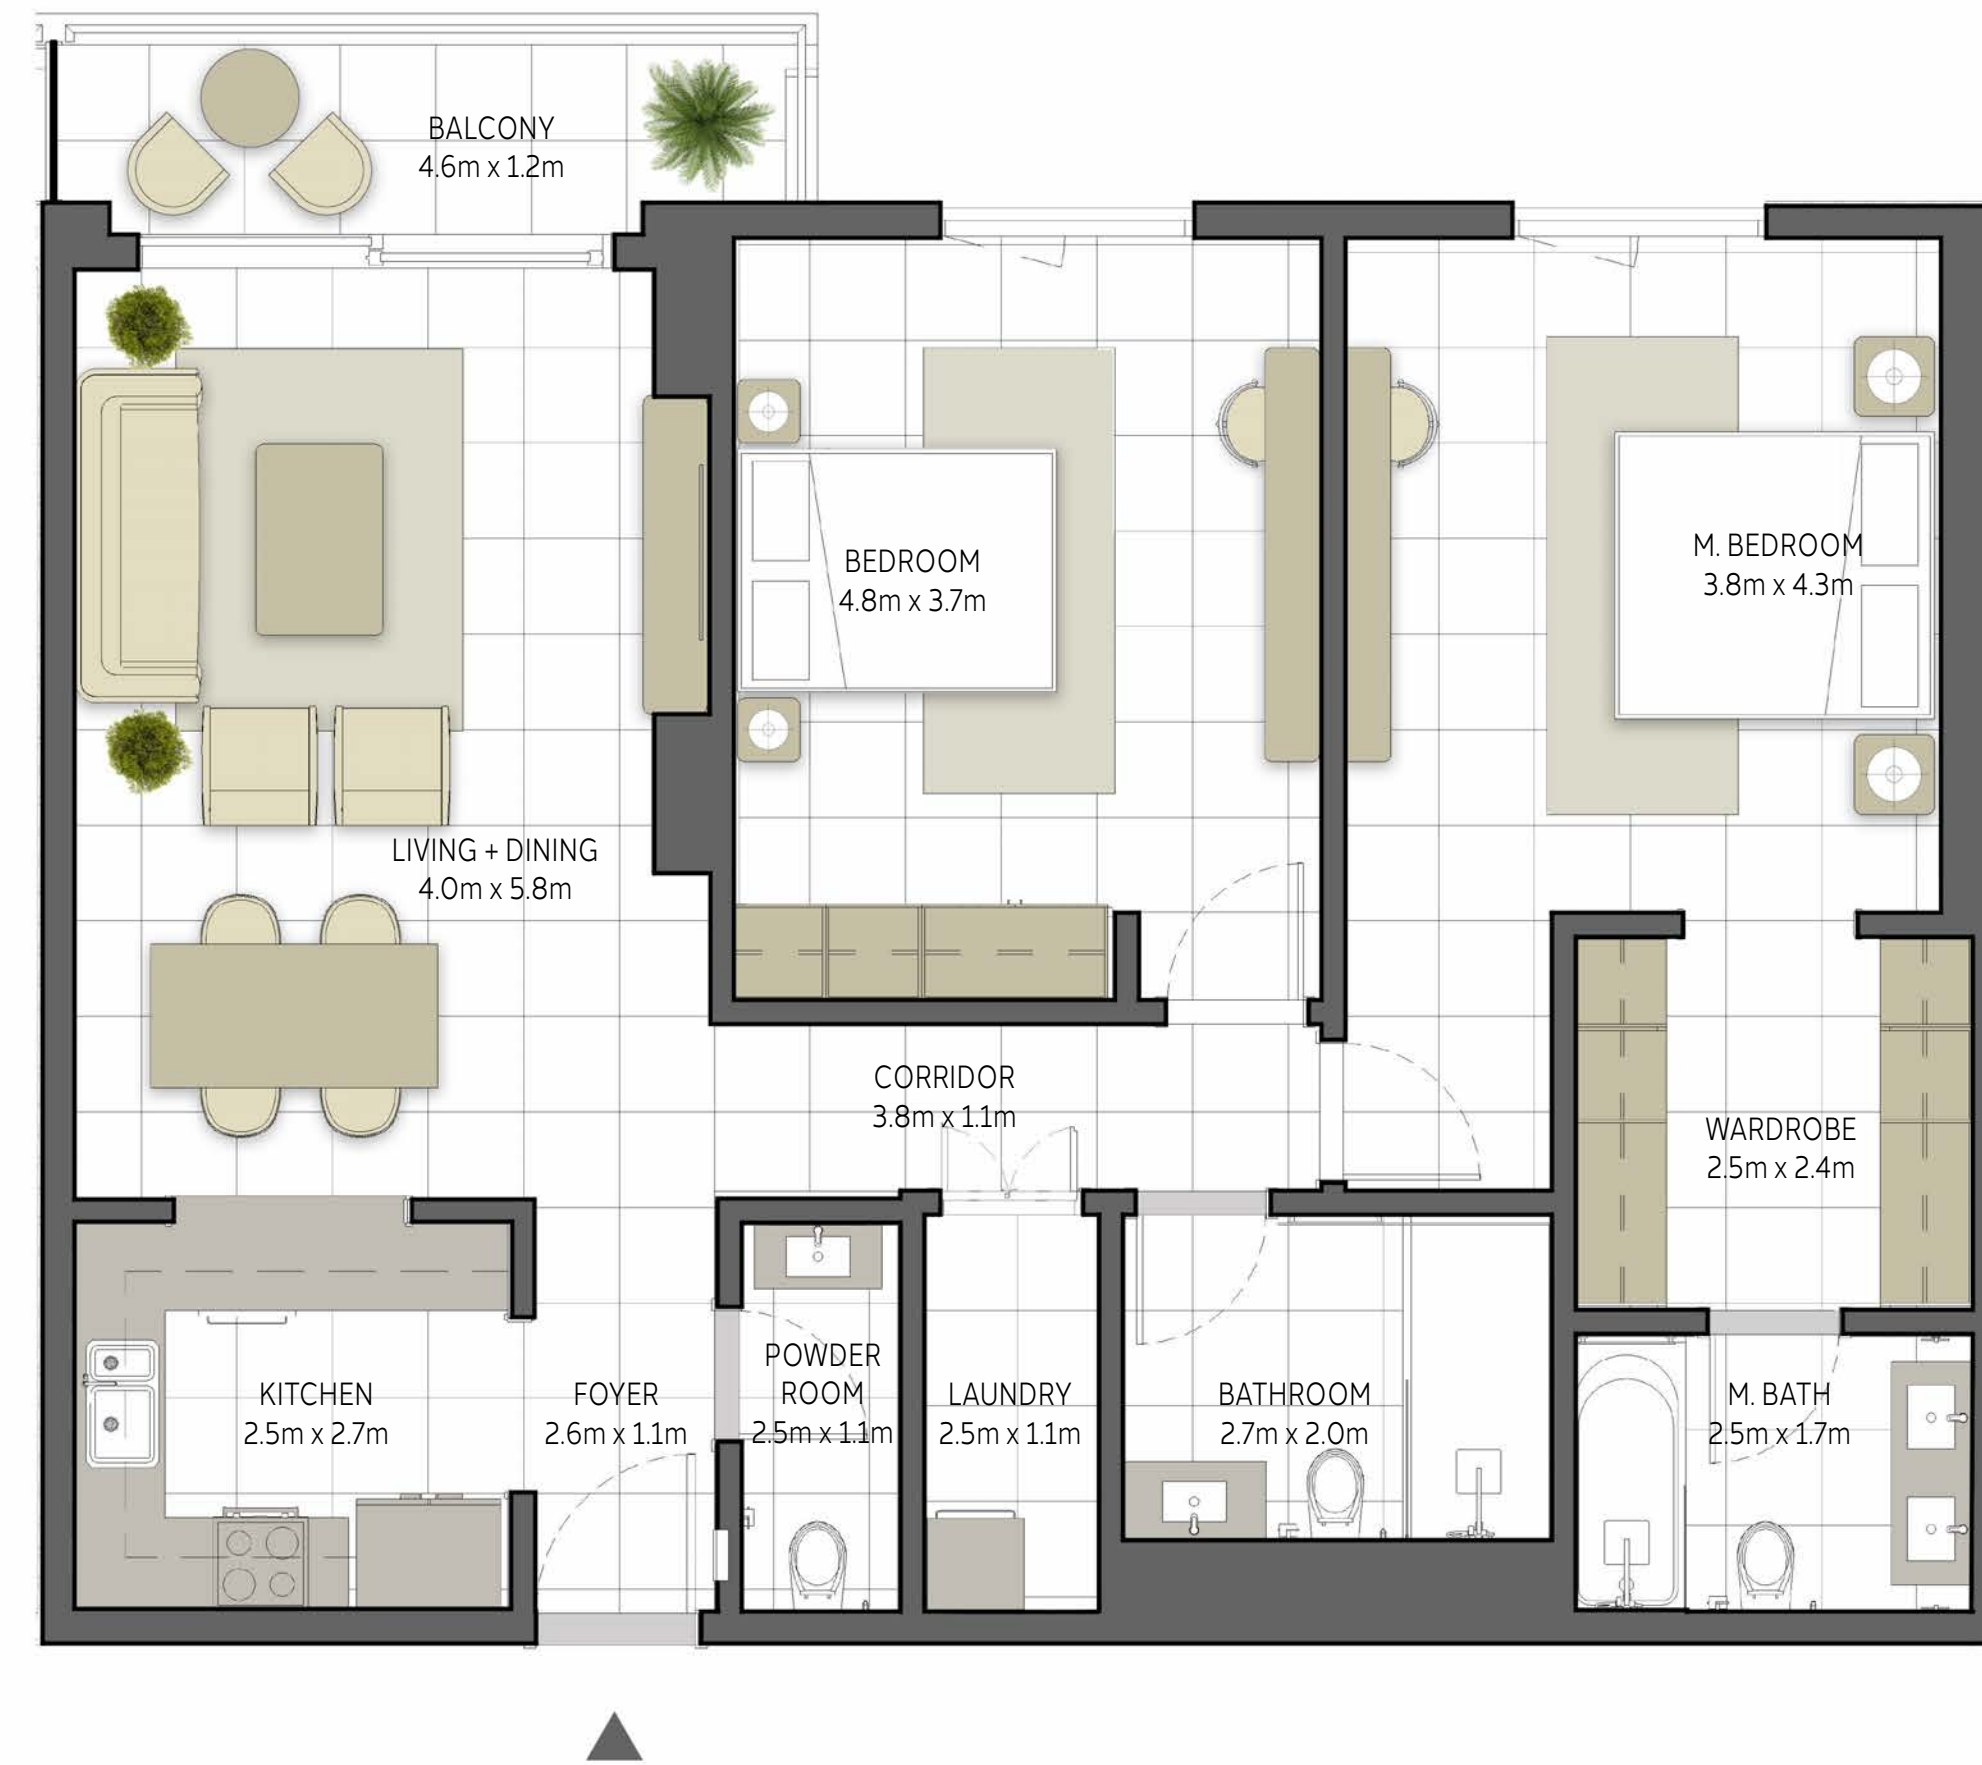 BALCONY
4.6m x 1.2m
BEDROOM
4.8m x 3.7m
M. BEDROOM
3.8m x 4.3m
LIVING + DINING
4.0m x 5.8m
CORRIDOR
3.8m x 1.1m
WARDROBE
2.5m x 2.4m
KITCHEN
2.5m x 2.7m
FOYER
2.6m x 1.1m
POWDER
ROOM
2.5m x 1.1m
LAUNDRY
2.5m x 1.1m
BATHROOM
2.7m x 2.0m
M. BATH
2.5m x 1.7m